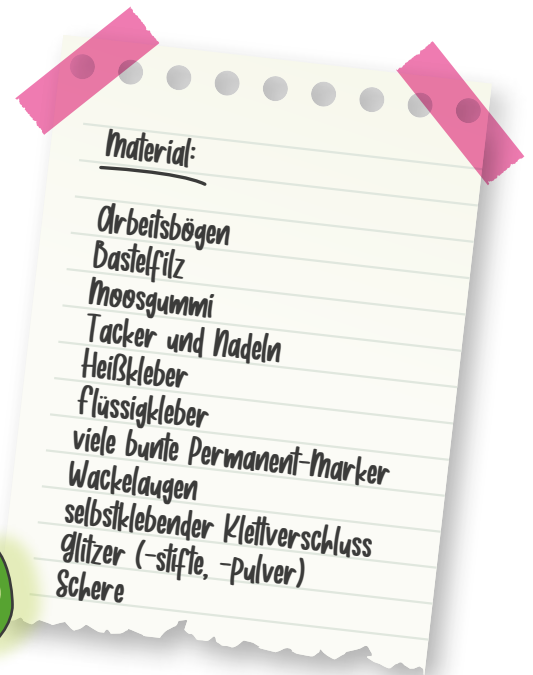 Material:
Arbeitsbögen
Bastelfilz
Moosgummi
Tacker und Nadeln
Heißkleber
Flüssigkleber
viele bunte Permanent-Marker
Wackelaugen
selbstklebender Klettverschluss
Glitzer (-stifte, -Pulver)
Schere